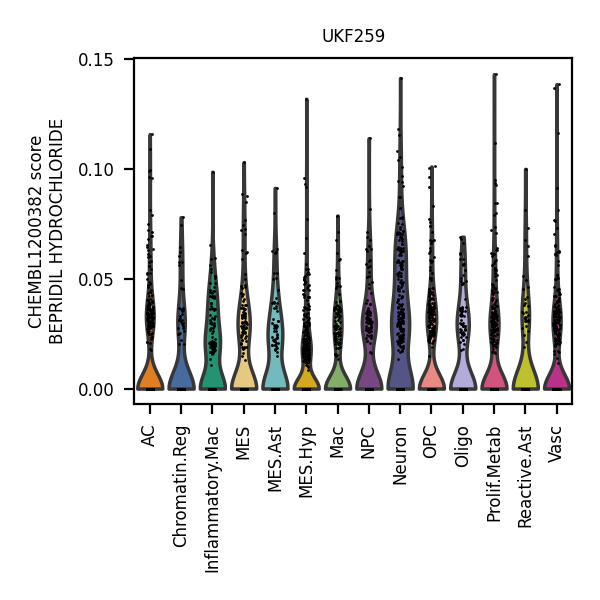 UKF259
CHEMBL1200382 score
BEPRIDIL HYDROCHLORIDE
0.15
0.10
0.05
0.00
AC
Chromatin.Reg
Inflammatory.Mac
MES
MES.Ast
MES.Hyp
Mac
NPC
Neuron
OPC
Oligo
Prolif.Metab
Reactive.Ast
Vasc